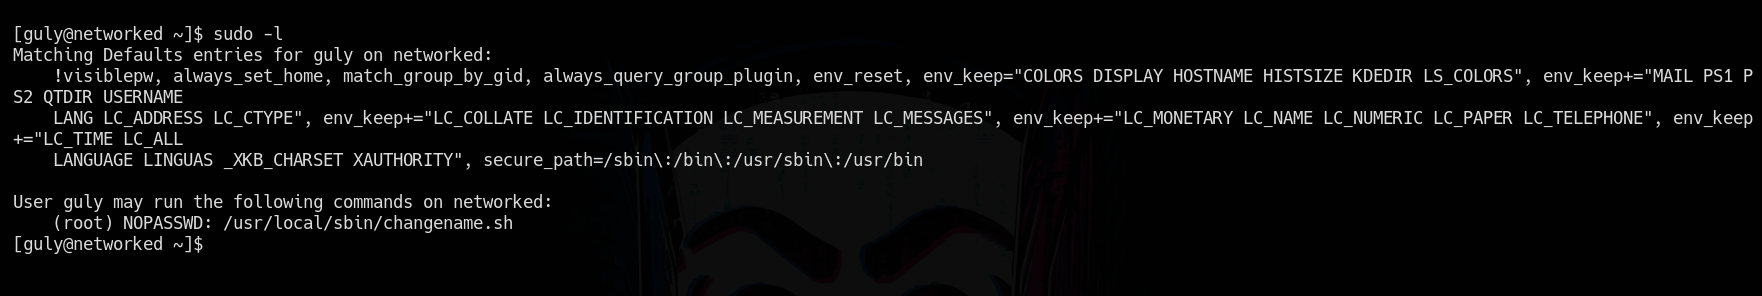 [guly@networked ~]$ sudo -l
Matching Defaults entries for guly on networked:
    !visiblepw, always_set_home, match_group_by_gid, always_query_group_plugin, env_reset, env_keep="COLORS DISPLAY HOSTNAME HISTSIZE KDEDIR LS_COLORS", env_keep+="MAIL PS1 P
S2 QTDIR USERNAME
    LANG LC_ADDRESS LC_CTYPE", env_keep+="LC_COLLATE LC_IDENTIFICATION LC_MEASUREMENT LC_MESSAGES", env_keep+="LC_MONETARY LC_NAME LC_NUMERIC LC_PAPER LC_TELEPHONE", env_keep
+="LC_TIME LC_ALL
    LANGUAGE LINGUAS _XKB_CHARSET XAUTHORITY", secure_path=/sbin\:/bin\:/usr/sbin\:/usr/bin

User guly may run the following commands on networked:
    (root) NOPASSWD: /usr/local/sbin/changename.sh
[guly@networked ~]$